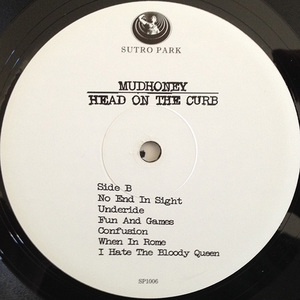 SUTRO PARK
MUDHONEY
HEAD ON THE CURB
Side B
No End In Sight
Underide
Fun And Games
Confusion
When In Rome
I Hate The Bloody Queen
SP1006